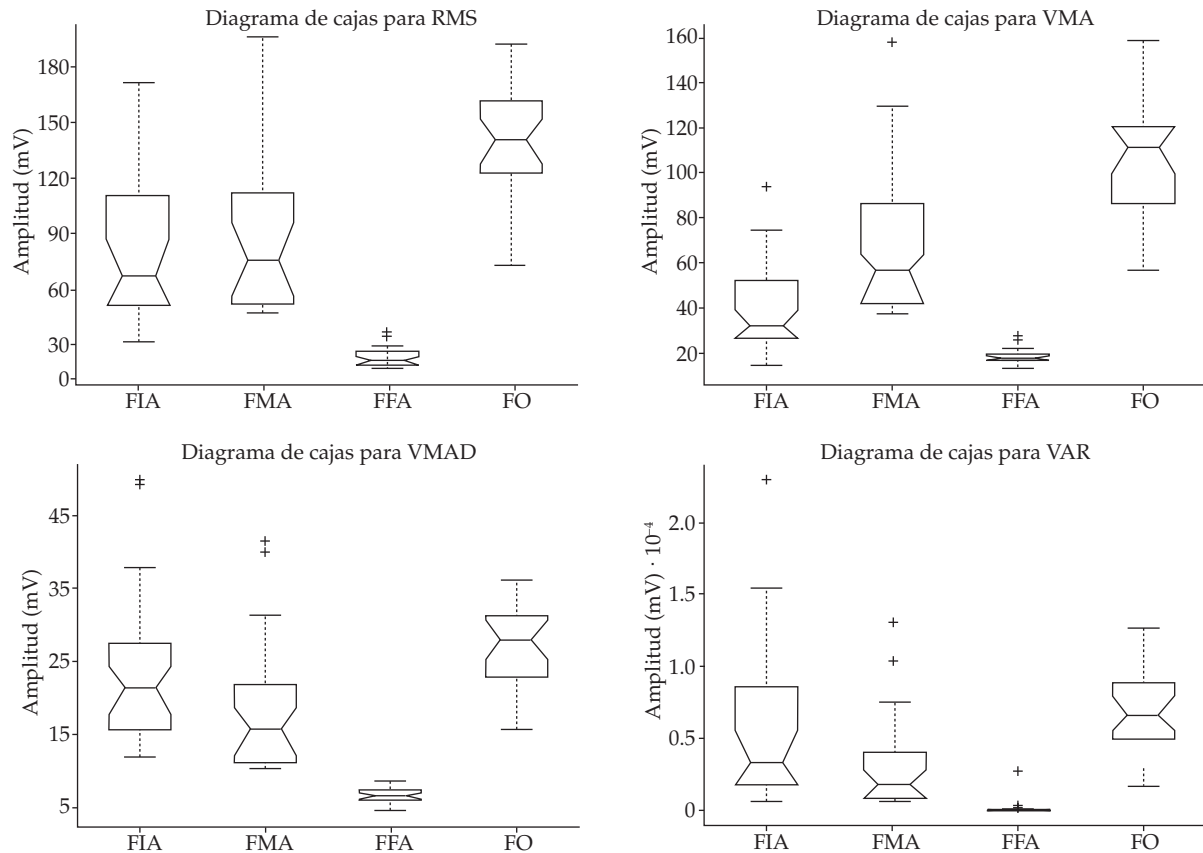 Diagrama de cajas para RMS
Amplitud (mV)
180
150
120
90
60
30
0
FIA FMA FFA FO
Diagrama de cajas para VMA
Amplitud (mV)
160
140
120
100
80
60
40
20
FIA FMA FFA FO
Diagrama de cajas para VMAD
Amplitud (mV)
45
35
25
15
5
FIA FMA FFA FO
Diagrama de cajas para VAR
Amplitud (mV) · 10⁻⁴
2.0
1.5
1.0
0.5
0
FIA FMA FFA FO